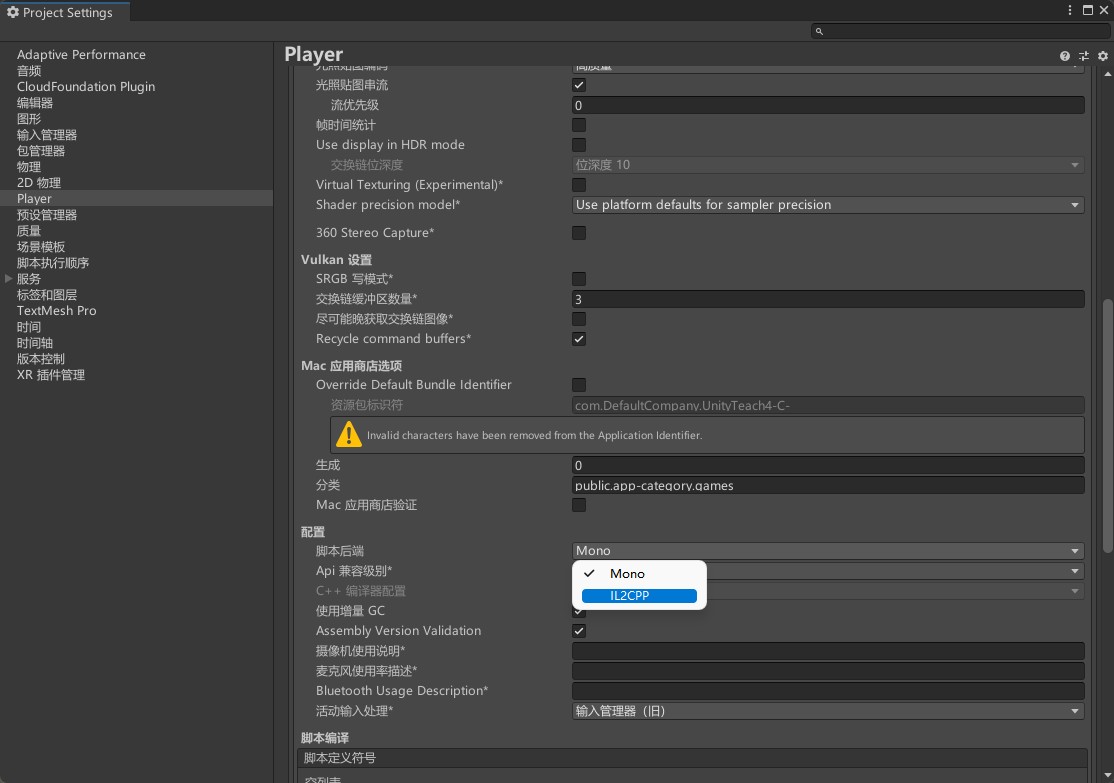 Project Settings
Adaptive Performance
音频
CloudFoundation Plugin
编辑器
图形
输入管理器
包管理器
物理
2D 物理
Player
预设管理器
质量
场景模板
脚本执行顺序
服务
标签和图层
TextMesh Pro
时间
时间轴
版本控制
XR 插件管理
Player
光照贴图编码 高质量
光照贴图串流
流优先级 0
帧时间统计
Use display in HDR mode
交换链位深度 位深度 10
Virtual Texturing (Experimental)*
Shader precision model* Use platform defaults for sampler precision
360 Stereo Capture*
Vulkan 设置
SRGB 写模式*
交换链缓冲区数量* 3
尽可能晚获取交换链图像*
Recycle command buffers*
Mac 应用商店选项
Override Default Bundle Identifier
资源包标识符 com.DefaultCompany.UnityTeach4-C-
Invalid characters have been removed from the Application Identifier.
生成 0
分类 public.app-category.games
Mac 应用商店验证
配置
脚本后端 Mono
Api 兼容级别*
Mono
C++ 编译器配置
IL2CPP
使用增量 GC
Assembly Version Validation
摄像机使用说明*
麦克风使用率描述*
Bluetooth Usage Description*
活动输入处理* 输入管理器（旧）
脚本编译
脚本定义符号
空列表